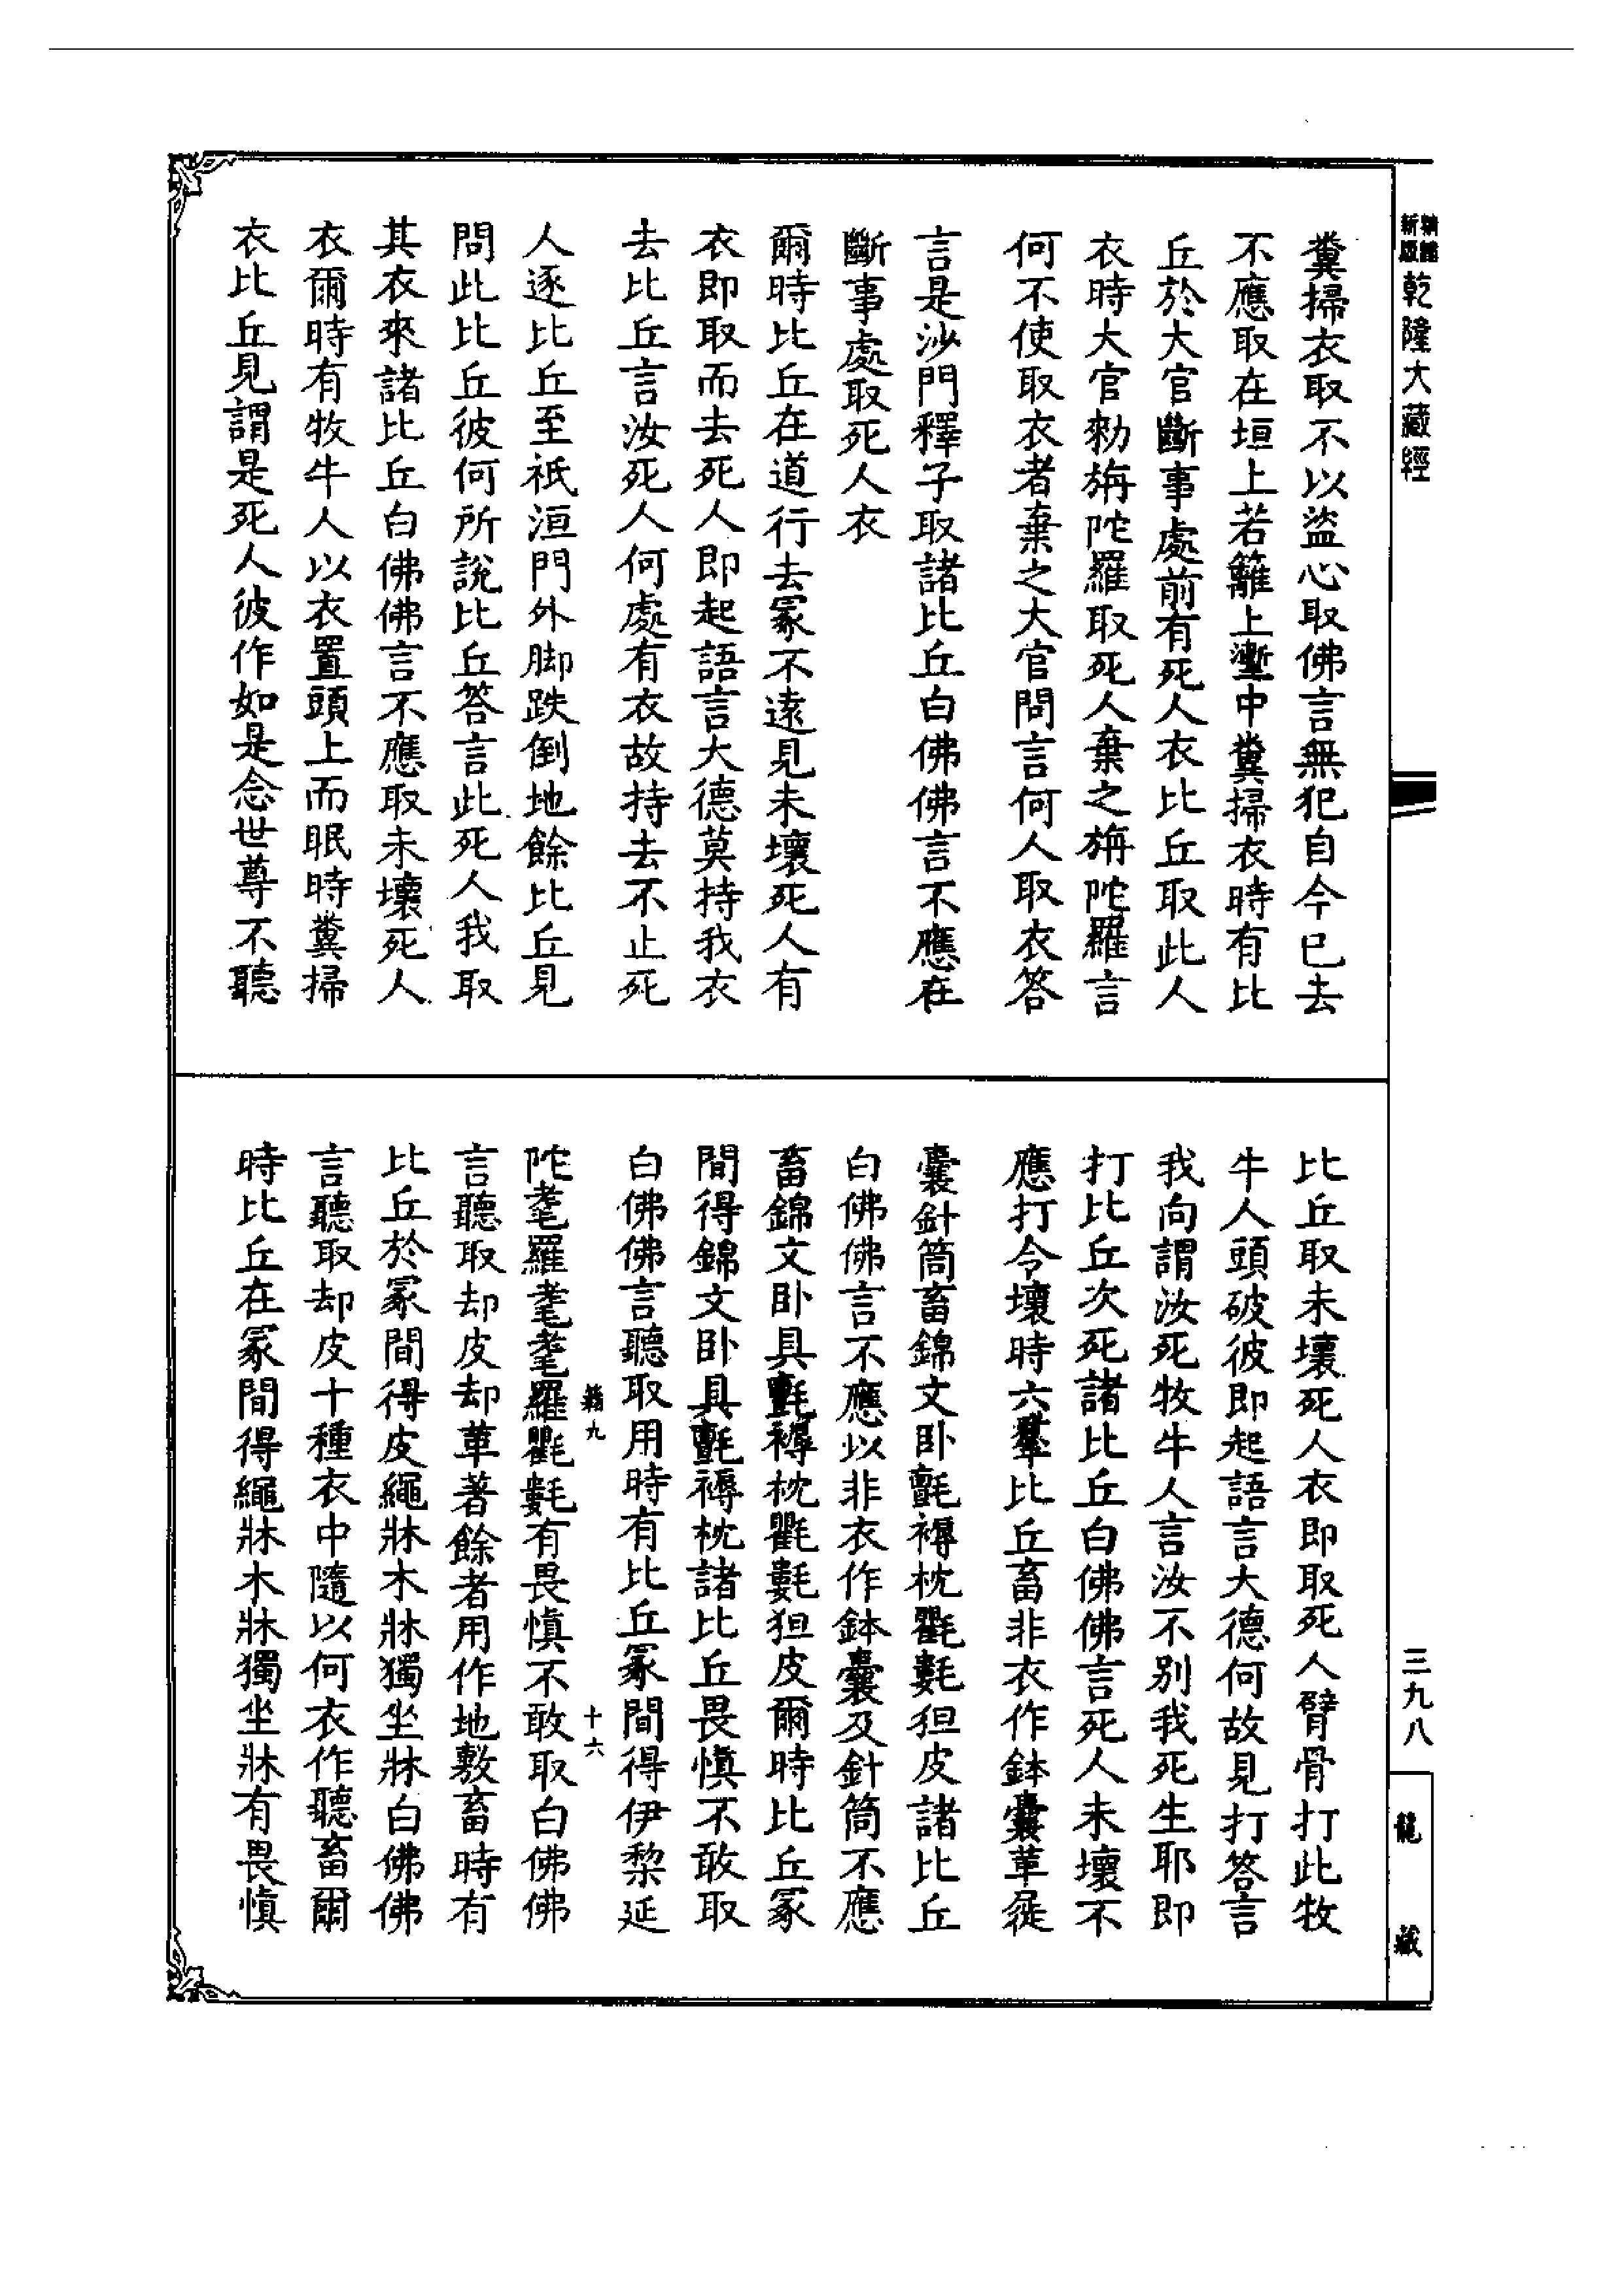 新版
精縮
乾隆大藏經
糞掃衣取不以盜心取佛言無犯自今已去
不應取在垣上若籬上壍中糞掃衣時有比
丘於大官斷事處前有死人衣比丘取此人
衣時大官勑旃陀羅取死人棄之旃陀羅言
何不使取衣者棄之大官問言何人取衣答
言是沙門釋子取諸比丘白佛佛言不應在
斷事處取死人衣
爾時比丘在道行去冢不遠見未壞死人有
衣即取而去死人即起語言大德莫持我衣
去比丘言汝死人何處有衣故持去不止死
人逐比丘至祇洹門外脚跌倒地餘比丘見
問此比丘彼何所說比丘答言此死人我取
其衣來諸比丘白佛佛言不應取未壞死人
衣爾時有牧牛人以衣置頭上而眠時糞掃
衣比丘見謂是死人彼作如是念世尊不聽
比丘取未壞死人衣即取死人臂骨打此牧
牛人頭破彼即起語言大德何故見打答言
我向謂汝死牧牛人言汝不別我死生耶即
打比丘次死諸比丘白佛佛言死人未壞不
應打令壞時六羣比丘畜非衣作鉢囊革屣
囊針筒畜錦文卧氈褥枕氍毹狚皮諸比丘
白佛佛言不應以非衣作鉢囊及針筒不應
畜錦文卧具氈褥枕氍毹狚皮爾時比丘冢
間得錦文卧具氈褥枕諸比丘畏慎不敢取
白佛佛言聽取用時有比丘冢間得伊黎延
籍九
十六
陀耄羅耄耄羅氍毹有畏慎不敢取白佛佛
言聽取却皮却革著餘者用作地敷畜時有
比丘於冢間得皮繩牀木牀獨坐牀白佛佛
言聽取却皮十種衣中隨以何衣作聽畜爾
時比丘在冢間得繩牀木牀獨坐牀有畏慎
三九八
龍藏